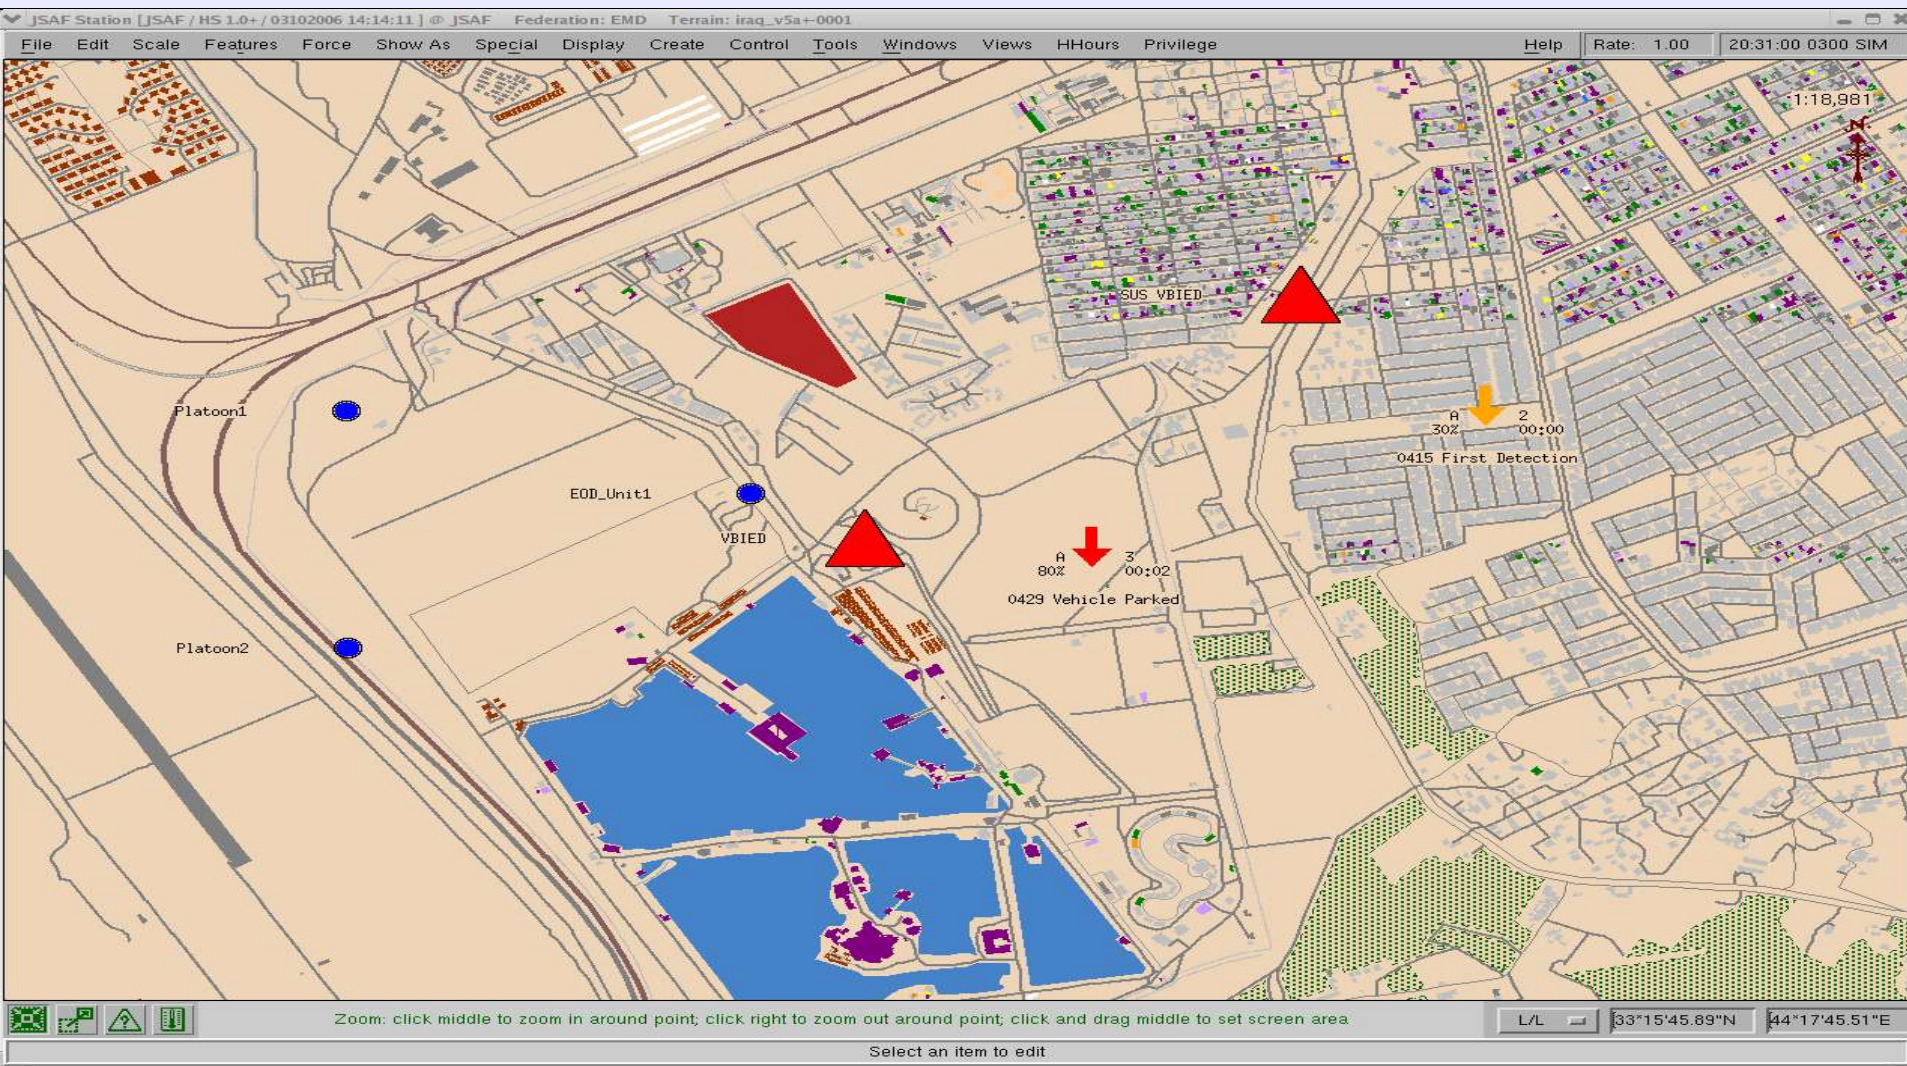 JSAF Station [ JSAF / HS 1.0+ / 03102006 14:14:11 ] @ JSAF Federation: EMD Terrain: iraq_v5a+-0001
File Edit Scale Features Force Show As Special Display Create Control Tools Windows Views HHours Privilege Help Rate: 1.00 20:31:00 0300 SIM
1:18,981
N
SUS VBIED
Platoon1
A 2
30% 00:00
0415 First Detection
EOD_Unit1
VBIED
A 3
80% 00:02
0429 Vehicle Parked
Platoon2
Zoom: click middle to zoom in around point; click right to zoom out around point; click and drag middle to set screen area L/L 33°15'45.89"N 44°17'45.51"E
Select an item to edit